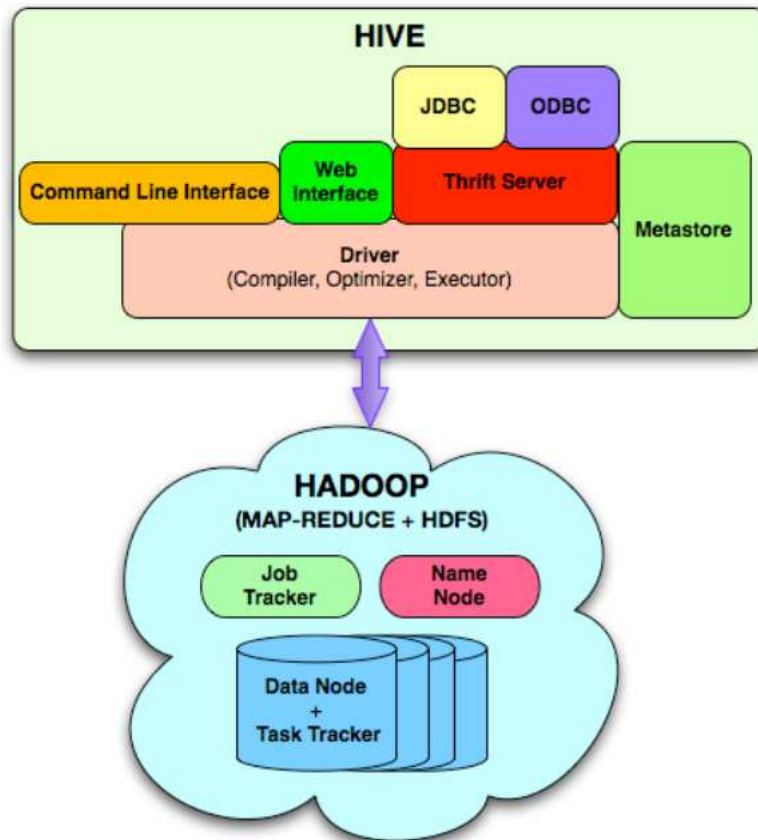 HIVE
JDBC
ODBC
Command Line Interface
Web
Interface
Thrift Server
Metastore
Driver
(Compiler, Optimizer, Executor)
HADOOP
(MAP-REDUCE + HDFS)
Job
Tracker
Name
Node
Data Node
+
Task Tracker